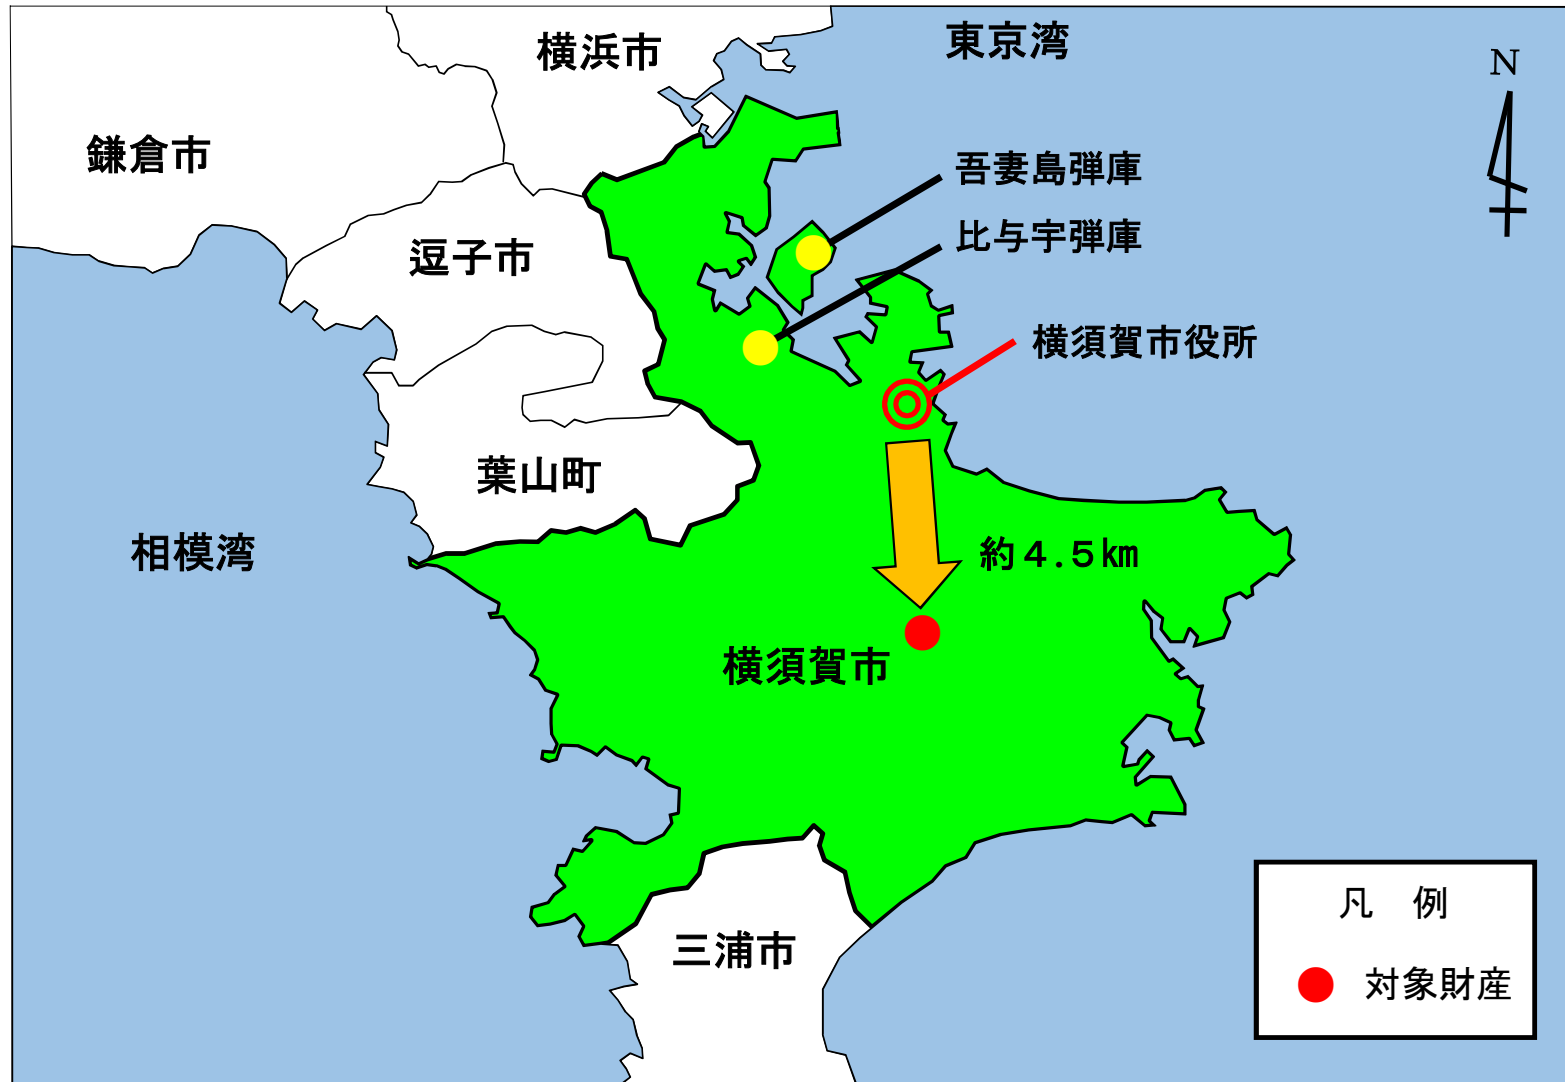 東京湾
横浜市
N
鎌倉市
吾妻島弾庫
比与宇弾庫
逗子市
横須賀市役所
葉山町
相模湾
約４.５㎞
横須賀市
凡　例
三浦市
対象財産